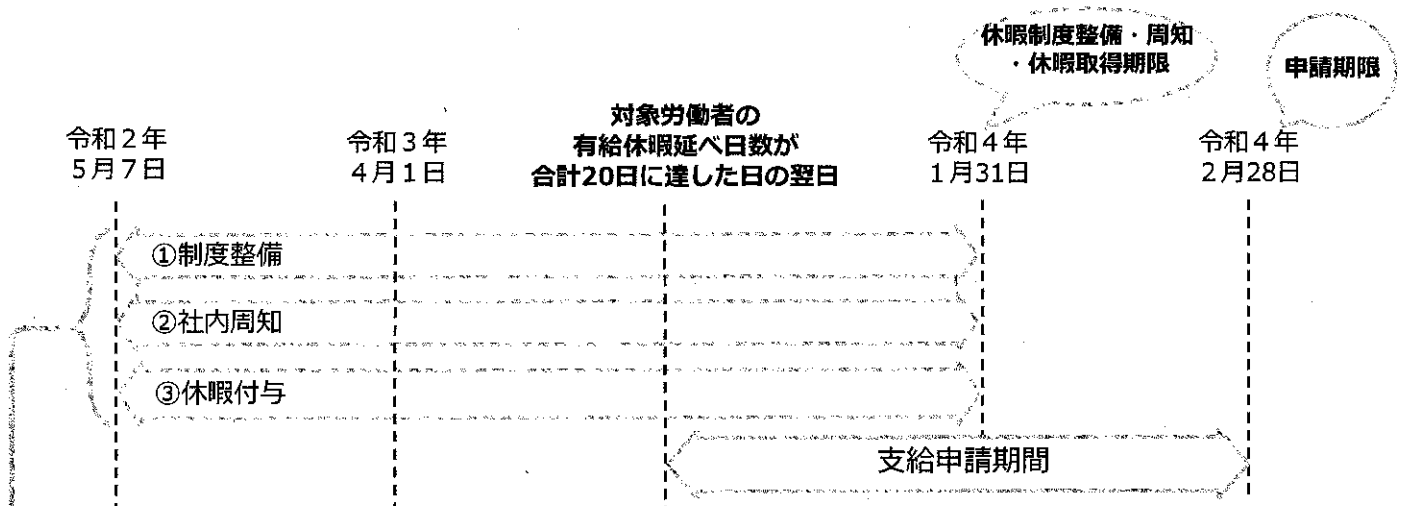 休暇制度整備・周知
・休暇取得期限
申請期限
令和２年
５月７日
令和３年
４月１日
対象労働者の
有給休暇延べ日数が
合計20日に達した日の翌日
令和４年
１月31日
令和４年
２月28日
①制度整備
②社内周知
③休暇付与
支給申請期間